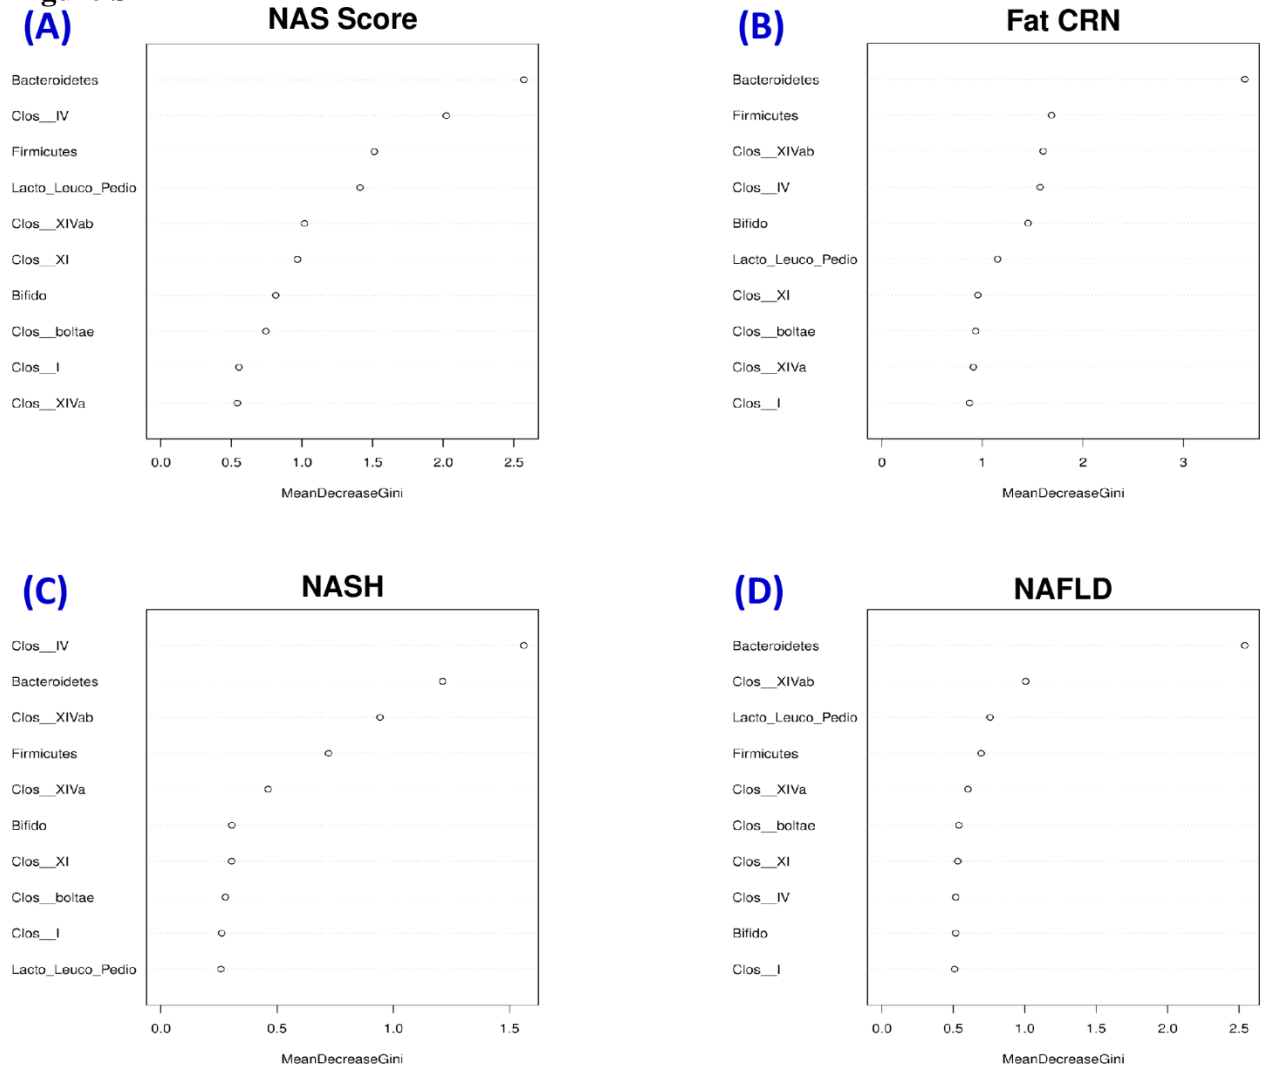 (A)
NAS Score
Bacteroidetes
Clos__IV
Firmicutes
Lacto_Leuco_Pedio
Clos__XIVab
Clos__XI
Bifido
Clos__boltae
Clos__I
Clos__XIVa
0.0 0.5 1.0 1.5 2.0 2.5
MeanDecreaseGini
(B)
Fat CRN
Bacteroidetes
Firmicutes
Clos__XIVab
Clos__IV
Bifido
Lacto_Leuco_Pedio
Clos__XI
Clos__boltae
Clos__XIVa
Clos__I
0 1 2 3
MeanDecreaseGini
(C)
NASH
Clos__IV
Bacteroidetes
Clos__XIVab
Firmicutes
Clos__XIVa
Bifido
Clos__XI
Clos__boltae
Clos__I
Lacto_Leuco_Pedio
0.0 0.5 1.0 1.5
MeanDecreaseGini
(D)
NAFLD
Bacteroidetes
Clos__XIVab
Lacto_Leuco_Pedio
Firmicutes
Clos__XIVa
Clos__boltae
Clos__XI
Clos__IV
Bifido
Clos__I
0.0 0.5 1.0 1.5 2.0 2.5
MeanDecreaseGini